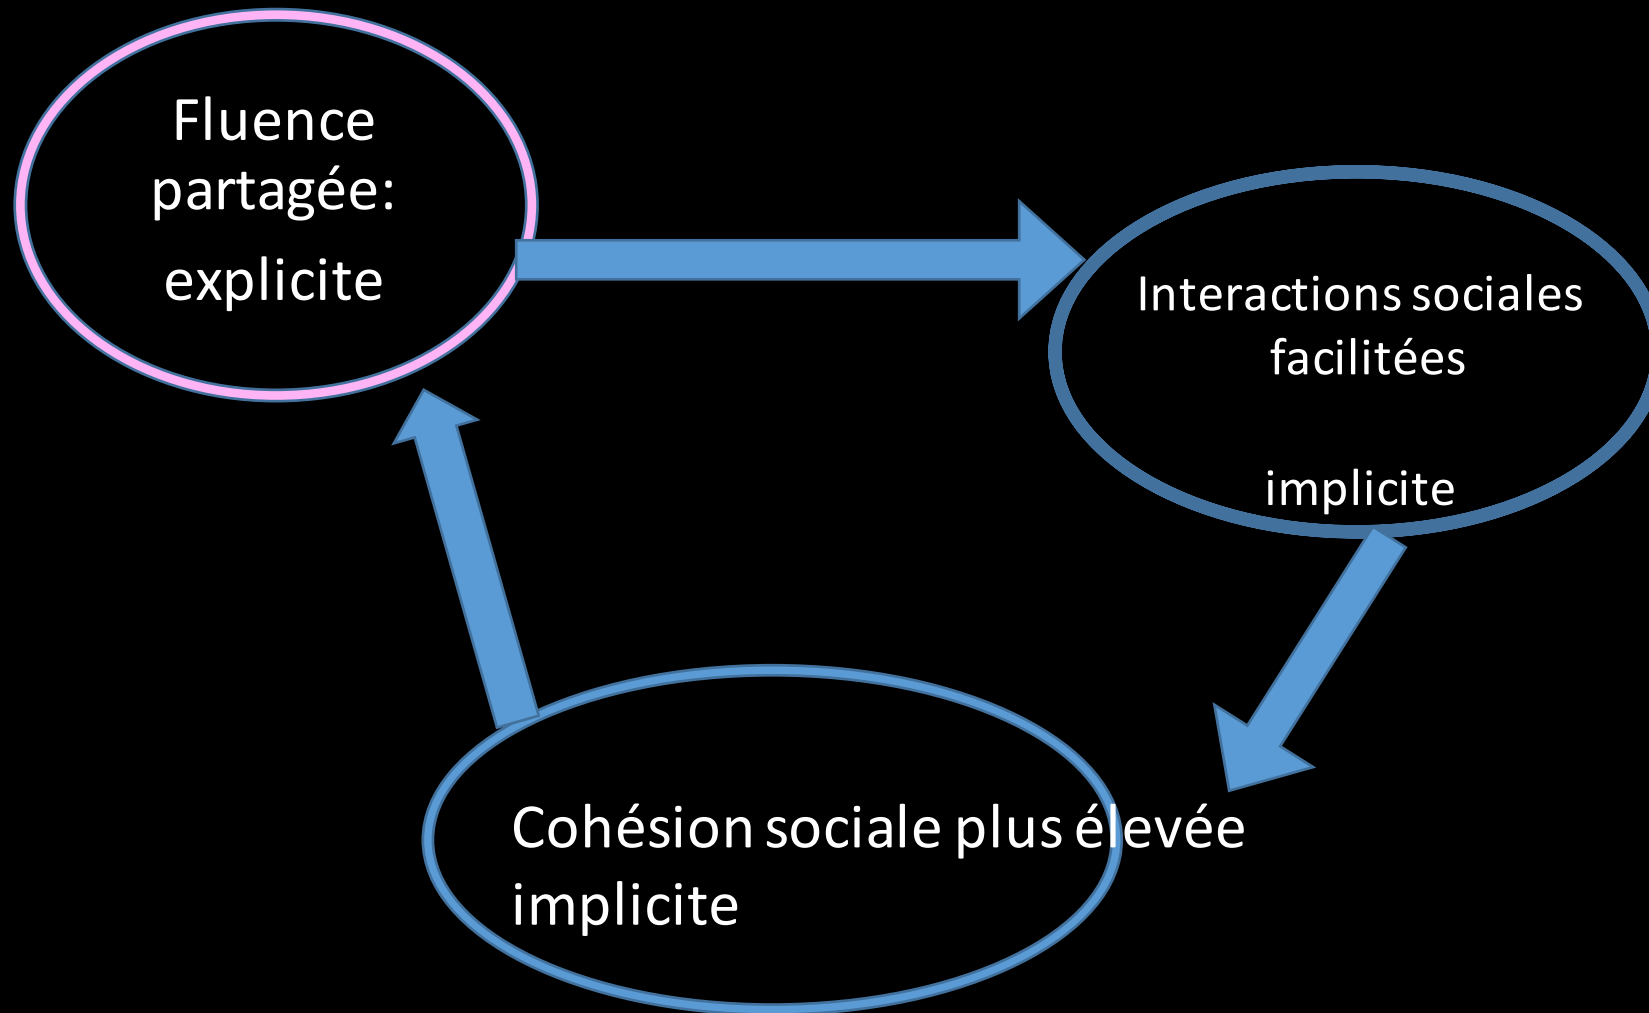 Fluence
partagée:
explicite
Interactions sociales
facilitées
implicite
Cohésion sociale plus élevée
implicite